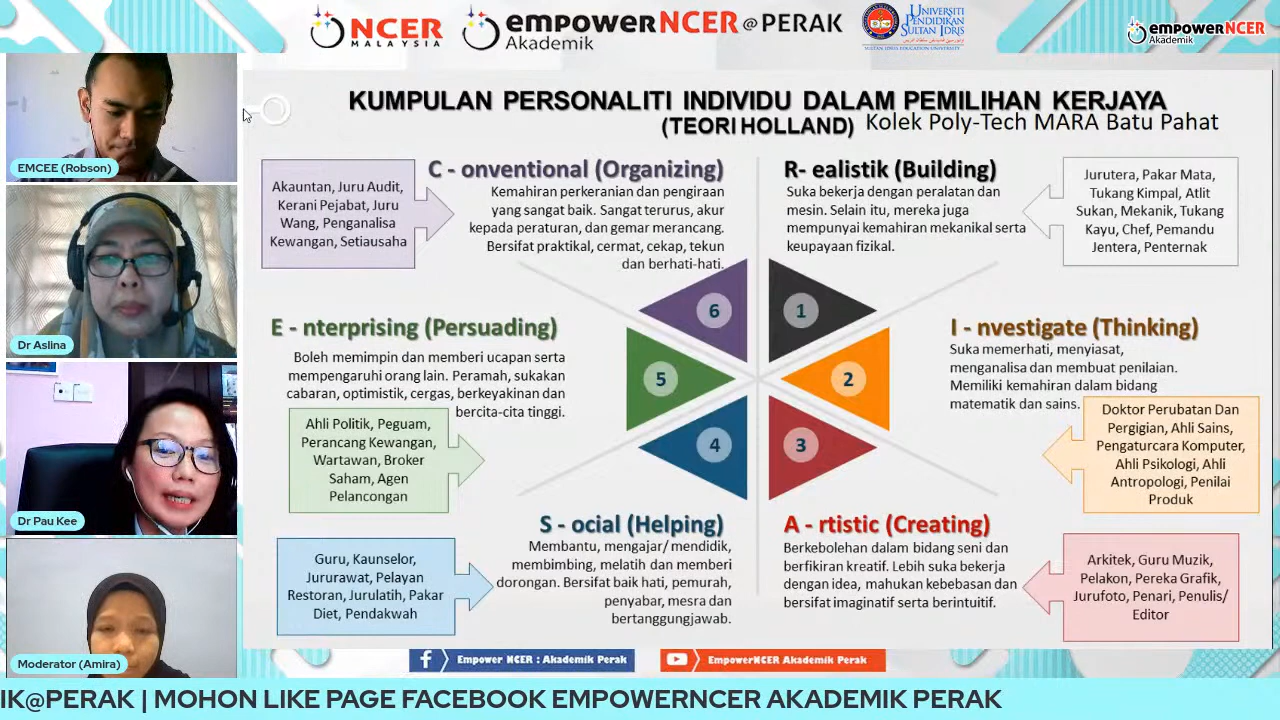 NCER
MALAYSIA
empowerNCER@PERAK
Akademik
UNIVERSITI
PENDIDIKAN
SULTAN IDRIS
SULTAN IDRIS EDUCATION UNIVERSITY
empowerNCER
Akademik
EMCEE (Robson)
Dr Aslina
Dr Pau Kee
Moderator (Amira)
KUMPULAN PERSONALITI INDIVIDU DALAM PEMILIHAN KERJAYA
(TEORI HOLLAND) Kolek Poly-Tech MARA Batu Pahat
C - onventional (Organizing)
Kemahiran perkeranian dan pengiraan
yang sangat baik. Sangat terurus, akur
kepada peraturan, dan gemar merancang.
Bersifat praktikal, cermat, cekap, tekun
dan berhati-hati.
Akauntan, Juru Audit,
Kerani Pejabat, Juru
Wang, Penganalisa
Kewangan, Setiausaha
R- ealistik (Building)
Suka bekerja dengan peralatan dan
mesin. Selain itu, mereka juga
mempunyai kemahiran mekanikal serta
keupayaan fizikal.
Jurutera, Pakar Mata,
Tukang Kimpal, Atlit
Sukan, Mekanik, Tukang
Kayu, Chef, Pemandu
Jentera, Penternak
6
1
E - nterprising (Persuading)
Boleh memimpin dan memberi ucapan serta
mempengaruhi orang lain. Peramah, sukakan
cabaran, optimistik, cergas, berkeyakinan dan
bercita-cita tinggi.
Ahli Politik, Peguam,
Perancang Kewangan,
Wartawan, Broker
Saham, Agen
Pelancongan
5
2
I - nvestigate (Thinking)
Suka memerhati, menyiasat,
menganalisa dan membuat penilaian.
Memiliki kemahiran dalam bidang
matematik dan sains.
Doktor Perubatan Dan
Pergigian, Ahli Sains,
Pengaturcara Komputer,
Ahli Psikologi, Ahli
Antropologi, Penilai
Produk
4
3
S - ocial (Helping)
Membantu, mengajar/ mendidik,
membimbing, melatih dan memberi
dorongan. Bersifat baik hati, pemurah,
penyabar, mesra dan
bertanggungjawab.
Guru, Kaunselor,
Jururawat, Pelayan
Restoran, Jurulatih, Pakar
Diet, Pendakwah
A - rtistic (Creating)
Berkebolehan dalam bidang seni dan
berfikiran kreatif. Lebih suka bekerja
dengan idea, mahukan kebebasan dan
bersifat imaginatif serta berintuitif.
Arkitek, Guru Muzik,
Pelakon, Pereka Grafik,
Jurufoto, Penari, Penulis/
Editor
Empower NCER : Akademik Perak
EmpowerNCER Akademik Perak
IK@PERAK | MOHON LIKE PAGE FACEBOOK EMPOWERNCER AKADEMIK PERAK